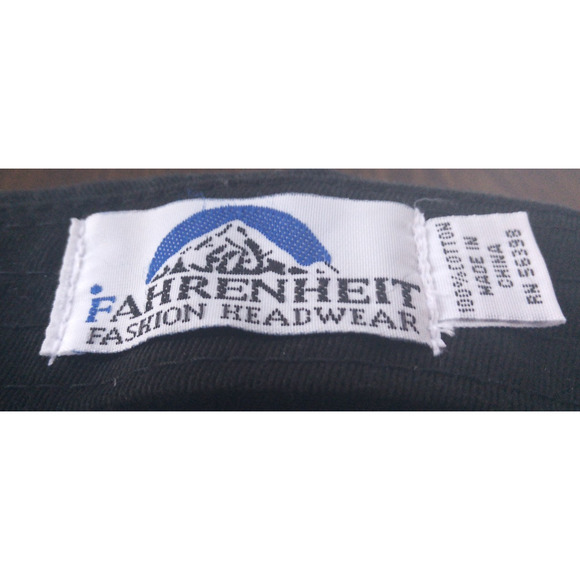 FAHRENHEIT
FASHION HEADWEAR
100% COTTON
MADE IN
CHINA
RN 56398